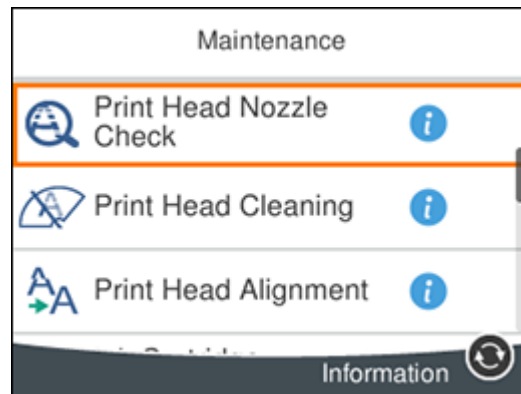 Maintenance
Print Head Nozzle
Check
Print Head Cleaning
Print Head Alignment
Information